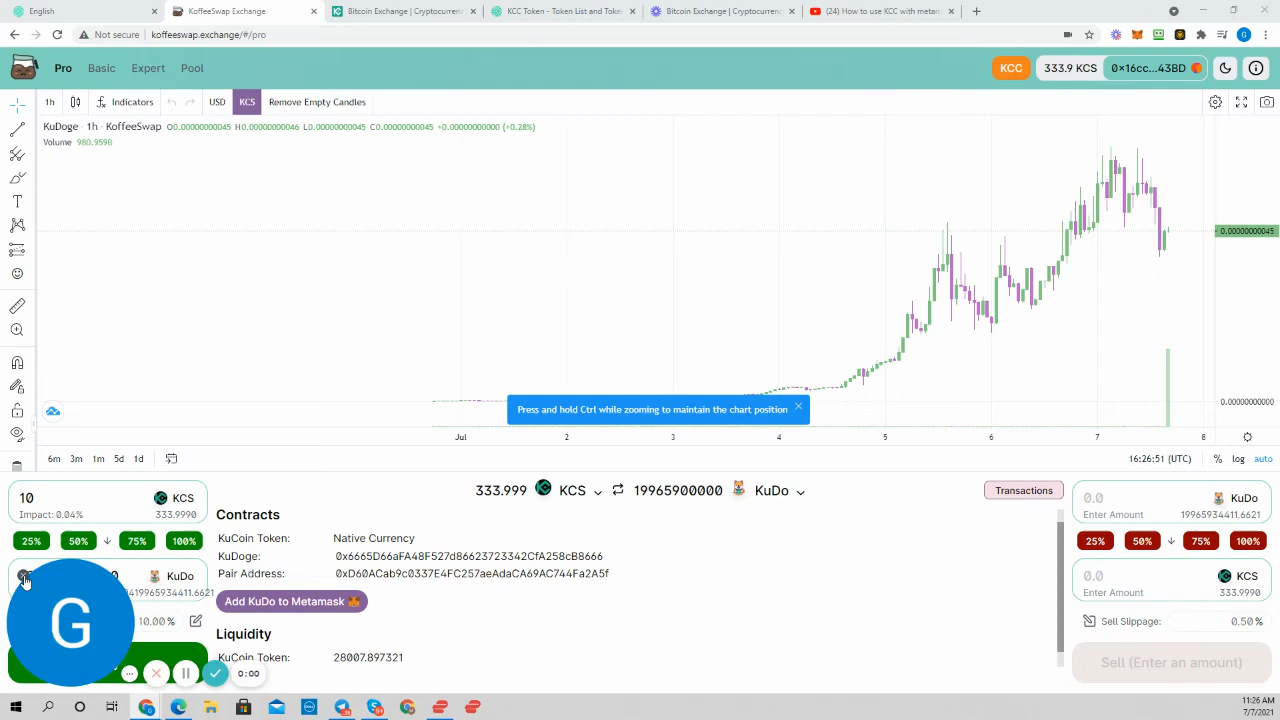 English
KoffeeSwap Exchange
Bitcoin Exchange | Cryptocurrenc
KCC Token - Token List and Toke
Bitcoin Exchange | Cryptocurrenc
(24) How to use KCC with metam
Not secure
koffeeswap.exchange/#/pro
G
Pro
Basic
Expert
Pool
KCC
333.9 KCS
0×16cc...43BD
1h
Indicators
USD
KCS
Remove Empty Candles
KuDoge · 1h · KoffeeSwap O0.00000000045 H0.00000000046 L0.00000000045 C0.00000000045 +0.00000000000 (+0.28%)
Volume 980.9598
0.00000000045
Press and hold Ctrl while zooming to maintain the chart position
0.00000000000
Jul 2 3 4 5 6 7 8
6m 3m 1m 5d 1d
16:26:51 (UTC) % log auto
10
KCS
Impact: 0.04%
333.9990
25% 50% 75% 100%
0
KuDo
19965934411.6621
10.00 %
G
0:00
333.999 KCS 19965900000 KuDo
Transactions
Contracts
KuCoin Token: Native Currency
KuDoge: 0x6665D66aFA48F527d86623723342CfA258cB8666
Pair Address: 0xD60ACab9c0337E4FC257aeAdaCA69AC744Fa2A5f
Add KuDo to Metamask
Liquidity
KuCoin Token: 28007.897321
0.0
KuDo
Enter Amount
19965934411.6621
25% 50% 75% 100%
0.0
KCS
Enter Amount
333.9990
Sell Slippage:
0.50 %
Sell (Enter an amount)
11:26 AM
7/7/2021